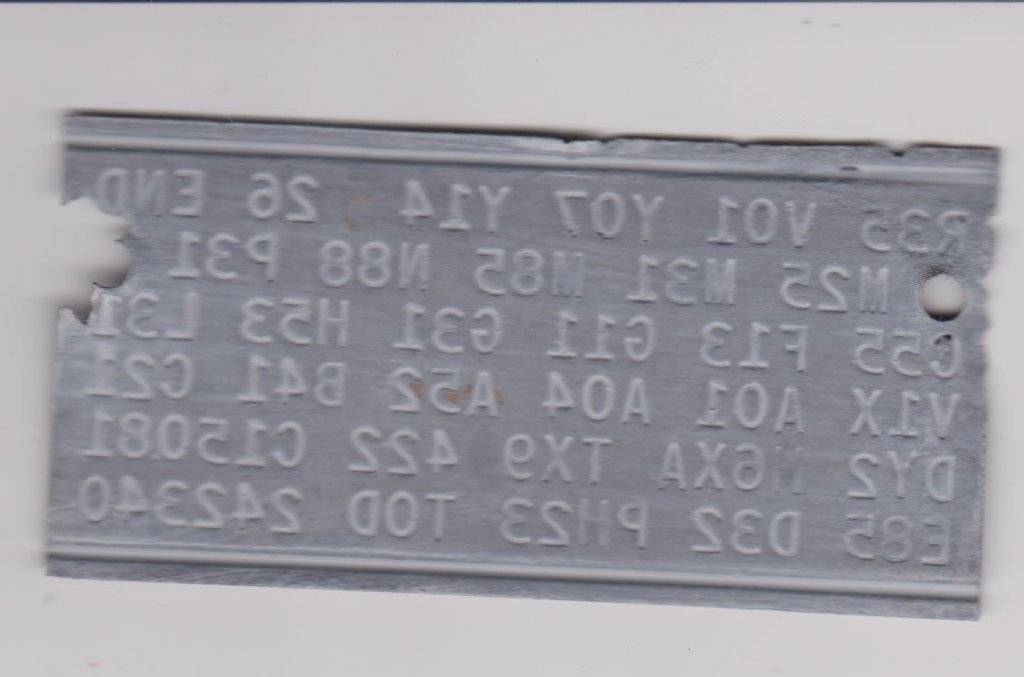 R35 V01 Y07 Y14 26 END
M25 M31 M85 N88 P31
C55 F13 G11 G31 H53 L31
V1X A01 A04 A52 B41 C21
DY2 M6XA TX9 422 C15081
E85 D32 PH23 TOD 242340